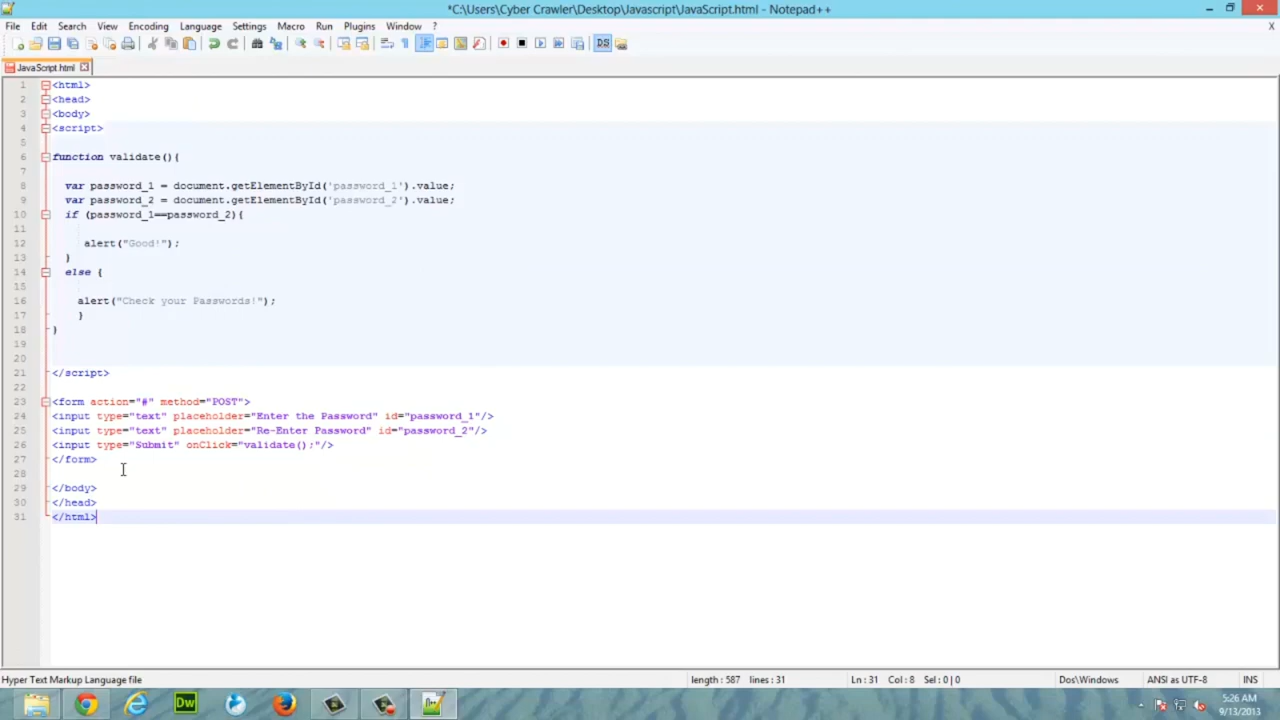 *C:\Users\Cyber Crawler\Desktop\Javascript\JavaScript.html - Notepad++
File Edit Search View Encoding Language Settings Macro Run Plugins Window ? X
JavaScript.html
1 <html>
2 <head>
3 <body>
4 <script>
5
6 function validate(){
7
8 var password_1 = document.getElementById('password_1').value;
9 var password_2 = document.getElementById('password_2').value;
10 if (password_1==password_2){
11
12 alert("Good!");
13 }
14 else {
15
16 alert("Check your Passwords!");
17 }
18 }
19
20
21 </script>
22
23 <form action="#" method="POST">
24 <input type="text" placeholder="Enter the Password" id="password_1"/>
25 <input type="text" placeholder="Re-Enter Password" id="password_2"/>
26 <input type="Submit" onClick="validate();"/>
27 </form>
28
29 </body>
30 </head>
31 </html>
Hyper Text Markup Language file length : 587 lines : 31 Ln : 31 Col : 8 Sel : 0 | 0 Dos\Windows ANSI as UTF-8 INS
Dw
5:26 AM
9/13/2013